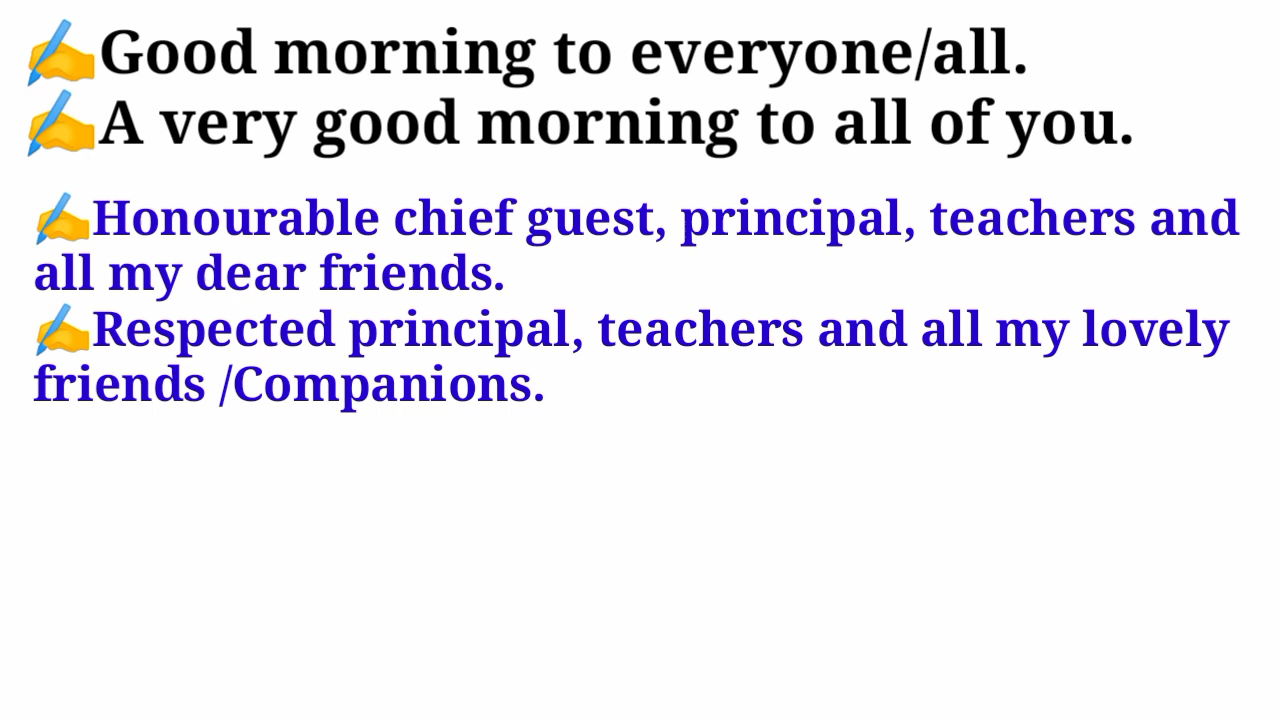 ✍️Good morning to everyone/all.
✍️A very good morning to all of you.
✍️Honourable chief guest, principal, teachers and
all my dear friends.
✍️Respected principal, teachers and all my lovely
friends /Companions.